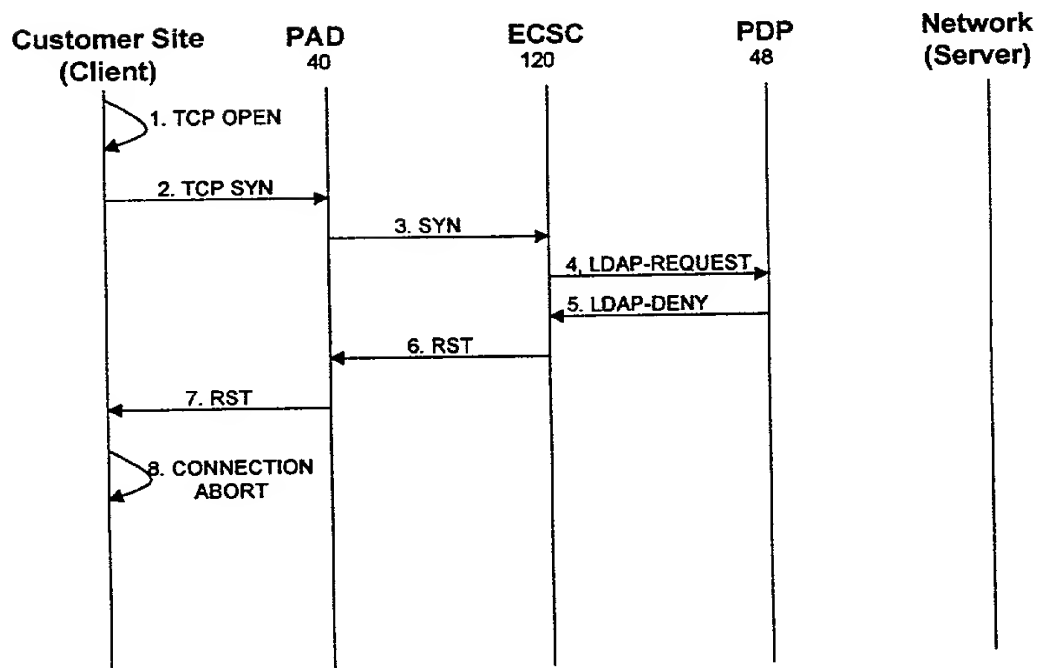 Customer Site
(Client)
PAD
40
ECSC
120
PDP
48
Network
(Server)
1. TCP OPEN
2. TCP SYN
3. SYN
4, LDAP-REQUEST
5. LDAP-DENY
6. RST
7. RST
8. CONNECTION
ABORT